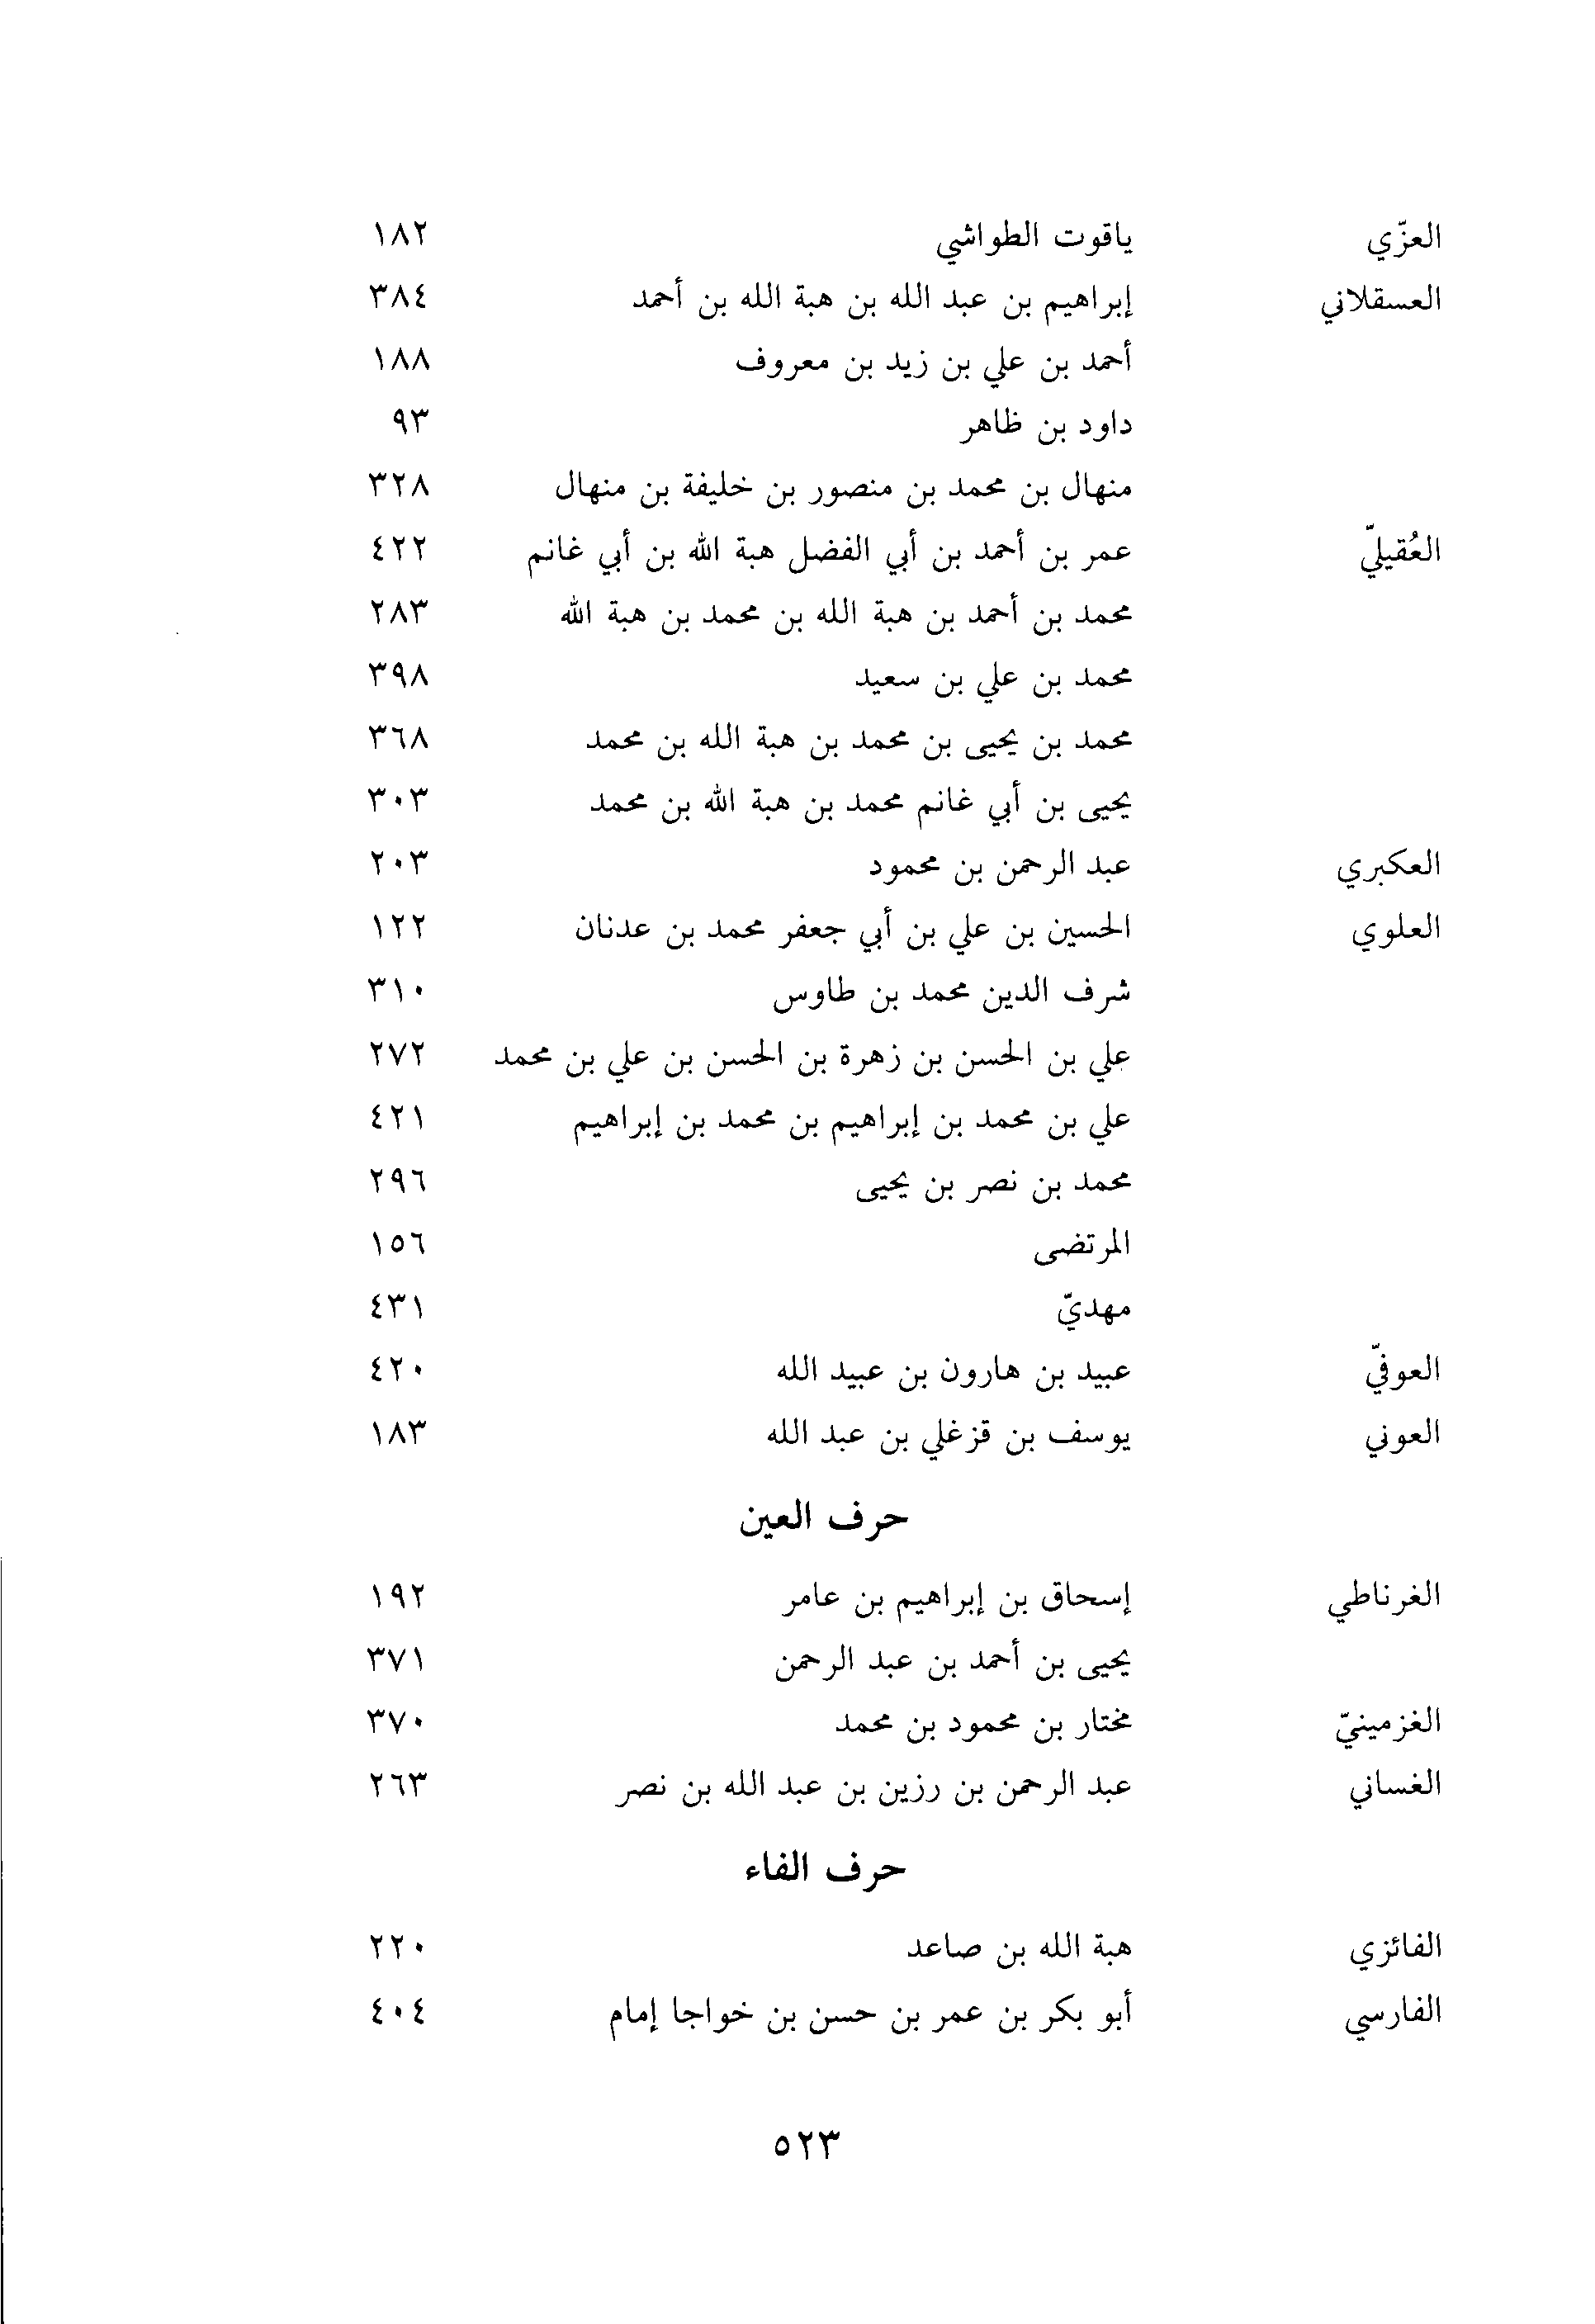 العزّي ياقوت الطواشي ١٨٢
العسقلاني إبراهيم بن عبد الله بن هبة الله بن أحمد ٣٨٤
أحمد بن علي بن زيد بن معروف ١٨٨
داود بن ظاهر ٩٣
منهال بن محمد بن منصور بن خليفة بن منهال ٣٢٨
العُقيليّ عمر بن أحمد بن أبي الفضل هبة الله بن أبي غانم ٤٢٢
محمد بن أحمد بن هبة الله بن محمد بن هبة الله ٢٨٣
محمد بن علي بن سعيد ٣٩٨
محمد بن يحيى بن محمد بن هبة الله بن محمد ٣٦٨
يحيى بن أبي غانم محمد بن هبة الله بن محمد ٣٠٣
العكبري عبد الرحمن بن محمود ٢٠٣
العلوي الحسين بن علي بن أبي جعفر محمد بن عدنان ١٢٢
شرف الدين محمد بن طاوس ٣١٠
علي بن الحسن بن زهرة بن الحسن بن علي بن محمد ٢٧٢
علي بن محمد بن إبراهيم بن محمد بن إبراهيم ٤٢١
محمد بن نصر بن يحيى ٢٩٦
المرتضى ١٥٦
مهديّ ٤٣١
العوفيّ عبيد بن هارون بن عبيد الله ٤٢٠
العوني يوسف بن قزغلي بن عبد الله ١٨٣
حرف العين
الغرناطي إسحاق بن إبراهيم بن عامر ١٩٢
يحيى بن أحمد بن عبد الرحمن ٣٧١
الغزمينيّ مختار بن محمود بن محمد ٣٧٠
الغساني عبد الرحمن بن رزين بن عبد الله بن نصر ٢٦٣
حرف الفاء
الفائزي هبة الله بن صاعد ٢٢٠
الفارسي أبو بكر بن عمر بن حسن بن خواجا إمام ٤٠٤
٥٢٣